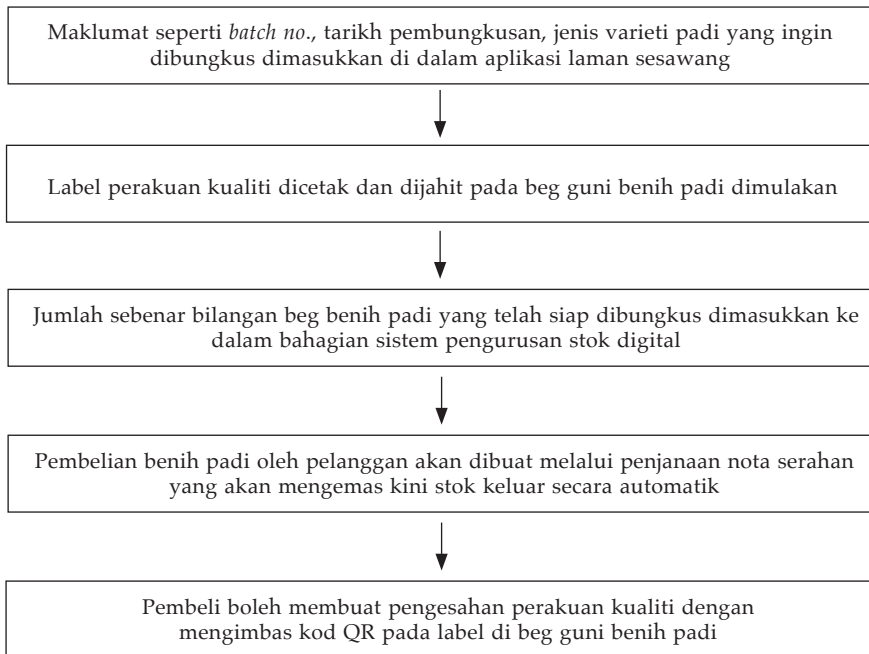 Maklumat seperti batch no., tarikh pembungkusan, jenis varieti padi yang ingin
dibungkus dimasukkan di dalam aplikasi laman sesawang
Label perakuan kualiti dicetak dan dijahit pada beg guni benih padi dimulakan
Jumlah sebenar bilangan beg benih padi yang telah siap dibungkus dimasukkan ke
dalam bahagian sistem pengurusan stok digital
Pembelian benih padi oleh pelanggan akan dibuat melalui penjanaan nota serahan
yang akan mengemas kini stok keluar secara automatik
Pembeli boleh membuat pengesahan perakuan kualiti dengan
mengimbas kod QR pada label di beg guni benih padi